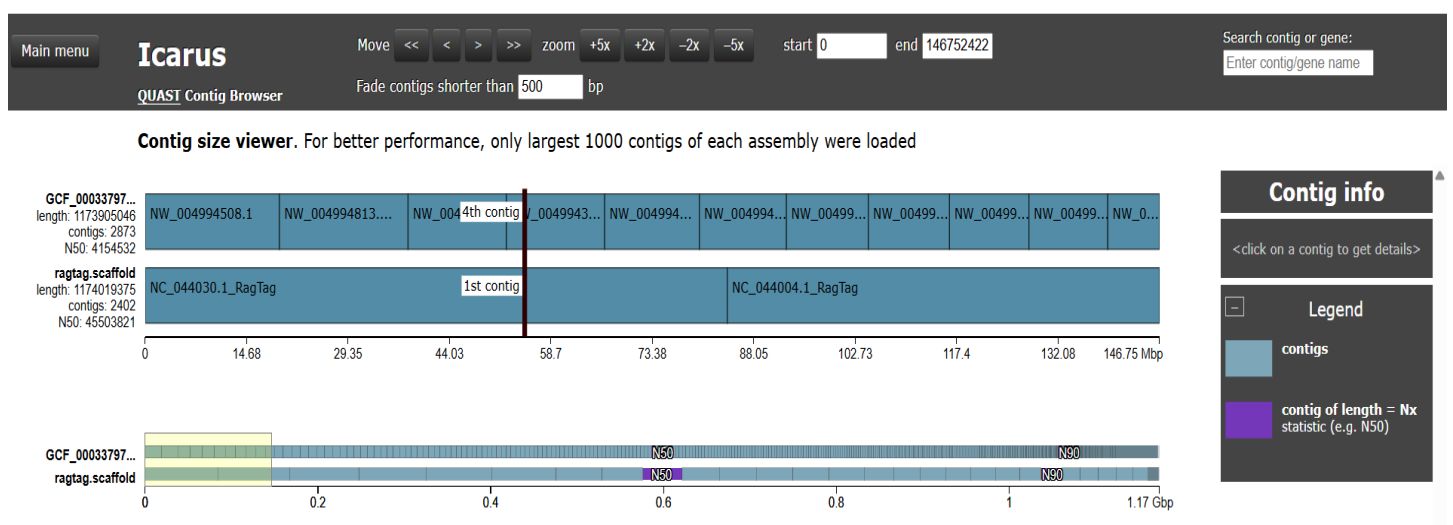 Main menu
Icarus
QUAST Contig Browser
Move << < > >> zoom +5x +2x −2x −5x start 0 end 146752422
Fade contigs shorter than 500 bp
Search contig or gene:
Enter contig/gene name
Contig size viewer. For better performance, only largest 1000 contigs of each assembly were loaded
GCF_00033797...
length: 1173905046
contigs: 2873
N50: 4154532
NW_004994508.1 NW_004994813.... NW_004 4th contig V_0049943... NW_004994... NW_004994... NW_00499... NW_00499... NW_00499... NW_00499... NW_0...
ragtag.scaffold
length: 1174019375
contigs: 2402
N50: 45503821
NC_044030.1_RagTag 1st contig NC_044004.1_RagTag
0 14.68 29.35 44.03 58.7 73.38 88.05 102.73 117.4 132.08 146.75 Mbp
GCF_00033797... N50 N90
ragtag.scaffold N50 N90
0 0.2 0.4 0.6 0.8 1 1.17 Gbp
Contig info
<click on a contig to get details>
− Legend
contigs
contig of length = Nx
statistic (e.g. N50)